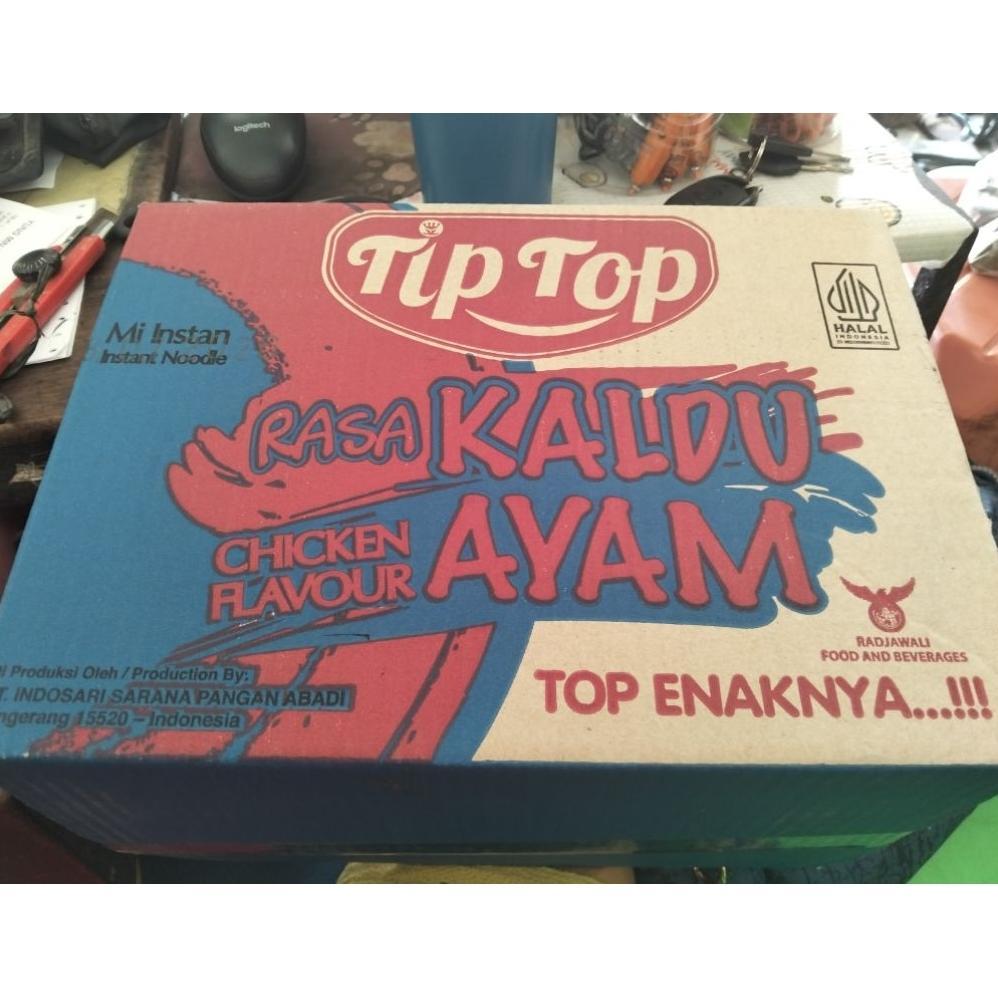 logitech
Tip Top
Mi Instan
Instant Noodle
HALAL
INDONESIA
RASA KALDU
AYAM
CHICKEN
FLAVOUR
RADJAWALI
FOOD AND BEVERAGES
i Produksi Oleh / Production By:
T. INDOSARI SARANA PANGAN ABADI
ngerang 15520 – Indonesia
TOP ENAKNYA...!!!